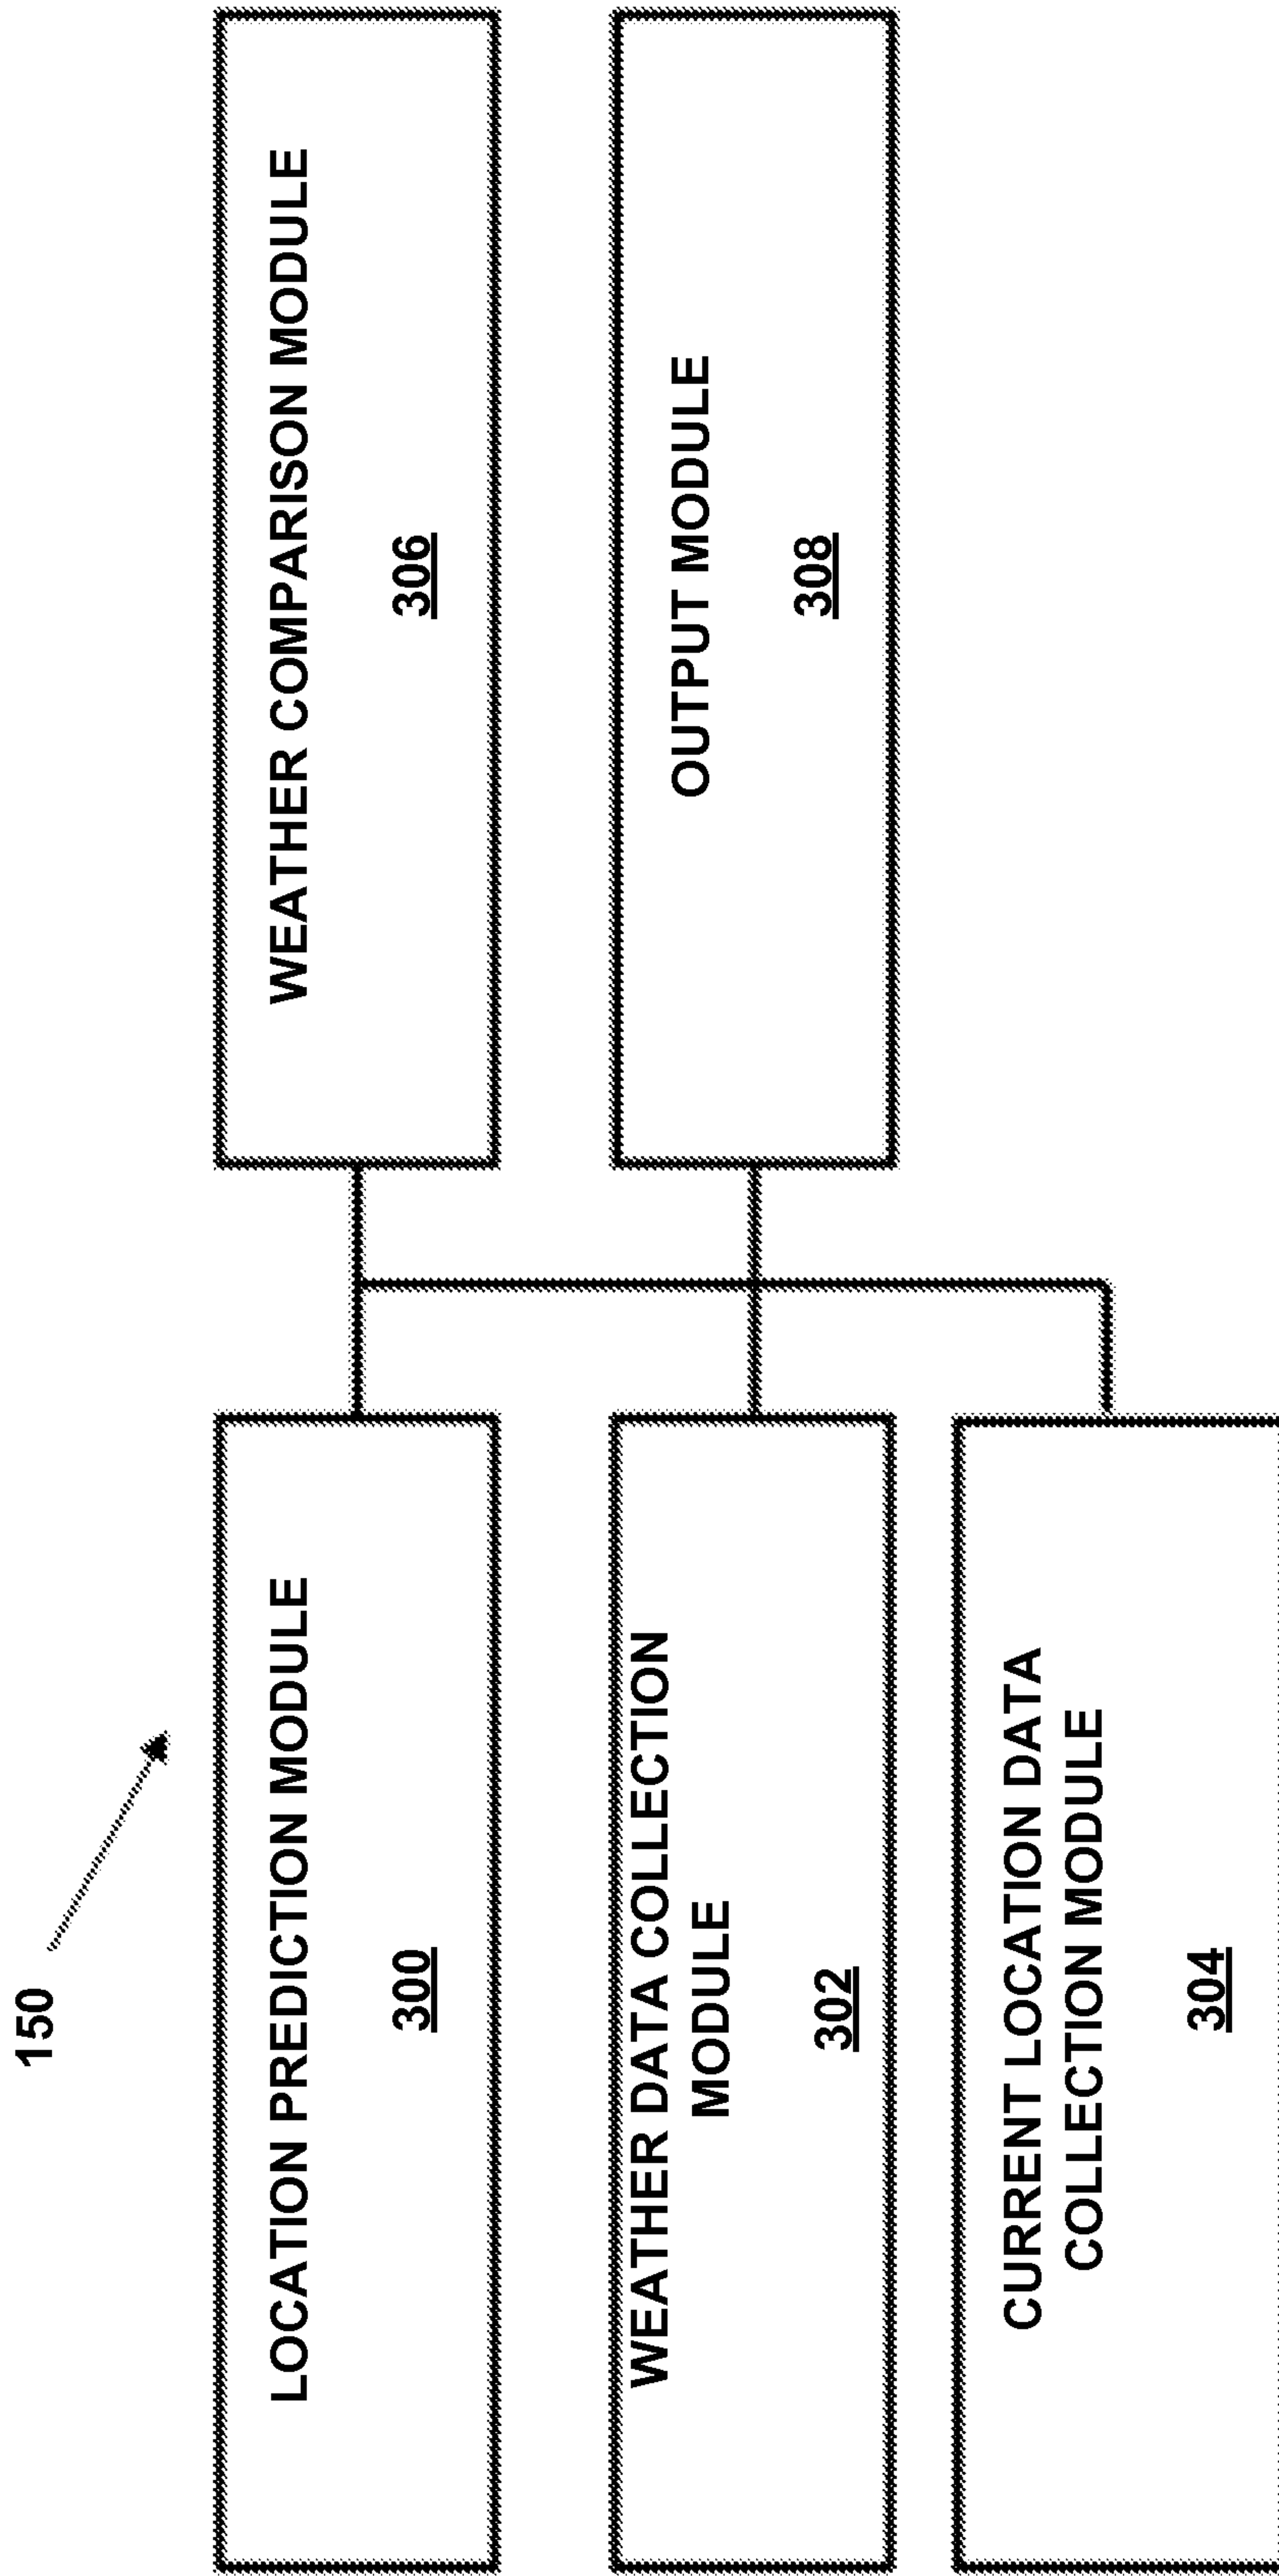 150
LOCATION PREDICTION MODULE
300
WEATHER DATA COLLECTION
MODULE
302
CURRENT LOCATION DATA
COLLECTION MODULE
304
WEATHER COMPARISON MODULE
306
OUTPUT MODULE
308